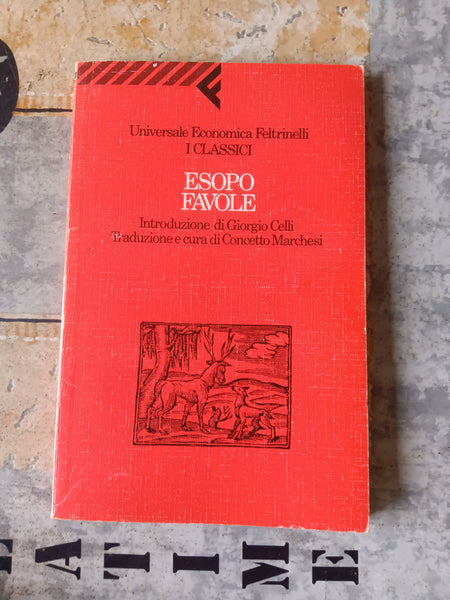 Universale Economica Feltrinelli
I CLASSICI
ESOPO
FAVOLE
Introduzione di Giorgio Celli
Traduzione e cura di Concetto Marchesi
E A T I M E